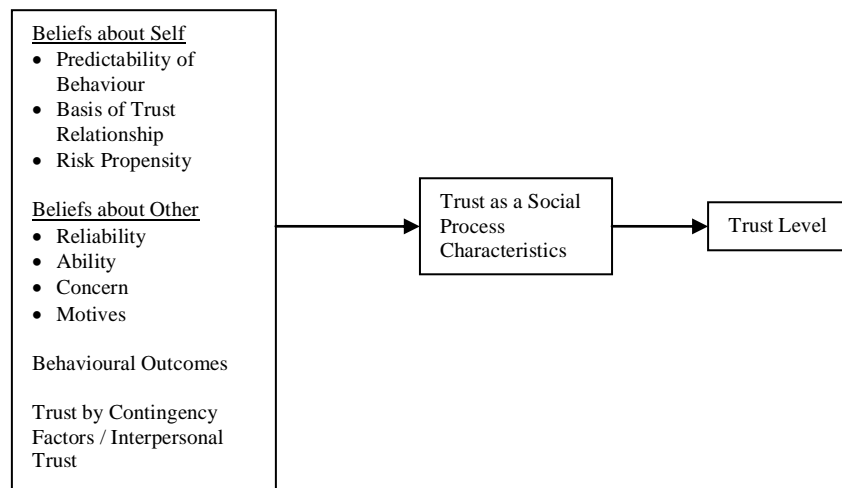 Beliefs about Self
• Predictability of
Behaviour
• Basis of Trust
Relationship
• Risk Propensity
Beliefs about Other
• Reliability
• Ability
• Concern
• Motives
Behavioural Outcomes
Trust by Contingency
Factors / Interpersonal
Trust
Trust as a Social
Process
Characteristics
Trust Level